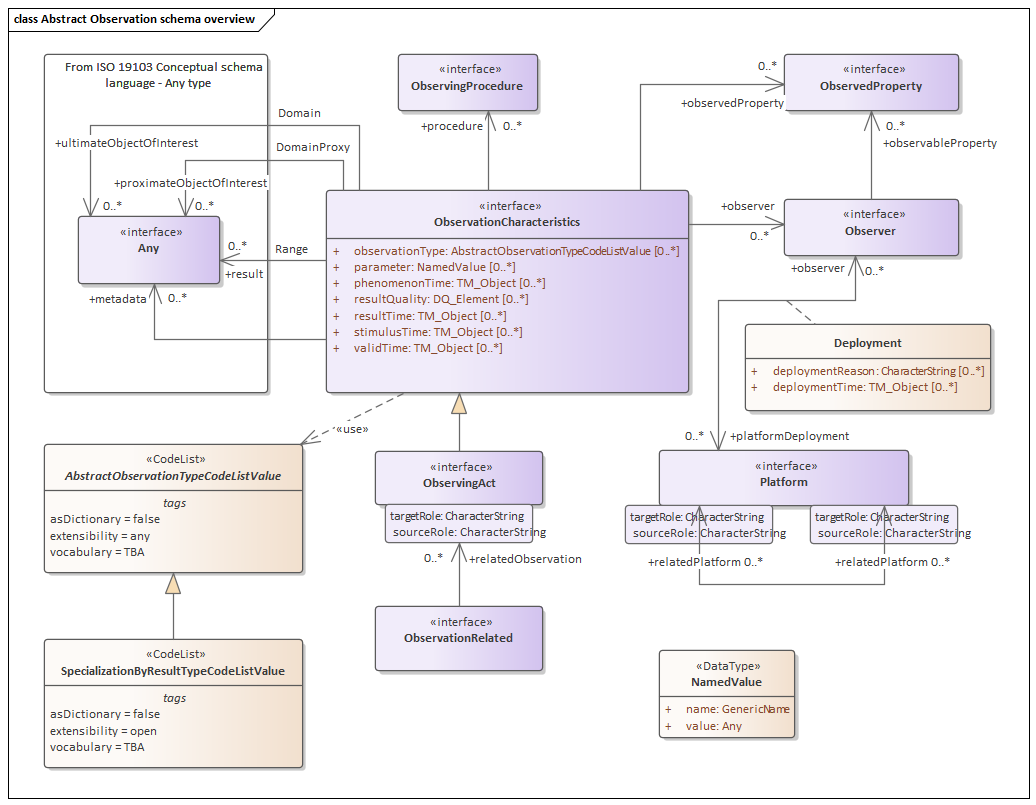 class Abstract Observation schema overview
From ISO 19103 Conceptual schema
language - Any type
«interface»
ObservingProcedure
«interface»
ObservedProperty
0..*
+observedProperty
Domain
+ultimateObjectOfInterest
+procedure
0..*
0..*
+observableProperty
DomainProxy
+proximateObjectOfInterest
0..*
0..*
«interface»
Any
«interface»
ObservationCharacteristics
+ observationType: AbstractObservationTypeCodeListValue [0..*]
+ parameter: NamedValue [0..*]
+ phenomenonTime: TM_Object [0..*]
+ resultQuality: DQ_Element [0..*]
+ resultTime: TM_Object [0..*]
+ stimulusTime: TM_Object [0..*]
+ validTime: TM_Object [0..*]
+observer
0..*
«interface»
Observer
0..*
Range
+result
+metadata
0..*
+observer
0..*
Deployment
+ deploymentReason: CharacterString [0..*]
+ deploymentTime: TM_Object [0..*]
«use»
0..*
+platformDeployment
«CodeList»
AbstractObservationTypeCodeListValue
tags
asDictionary = false
extensibility = any
vocabulary = TBA
«interface»
ObservingAct
targetRole: CharacterString
sourceRole: CharacterString
0..*
+relatedObservation
«interface»
Platform
targetRole: CharacterString
sourceRole: CharacterString
targetRole: CharacterString
sourceRole: CharacterString
+relatedPlatform 0..*
+relatedPlatform 0..*
«interface»
ObservationRelated
«CodeList»
SpecializationByResultTypeCodeListValue
tags
asDictionary = false
extensibility = open
vocabulary = TBA
«DataType»
NamedValue
+ name: GenericName
+ value: Any